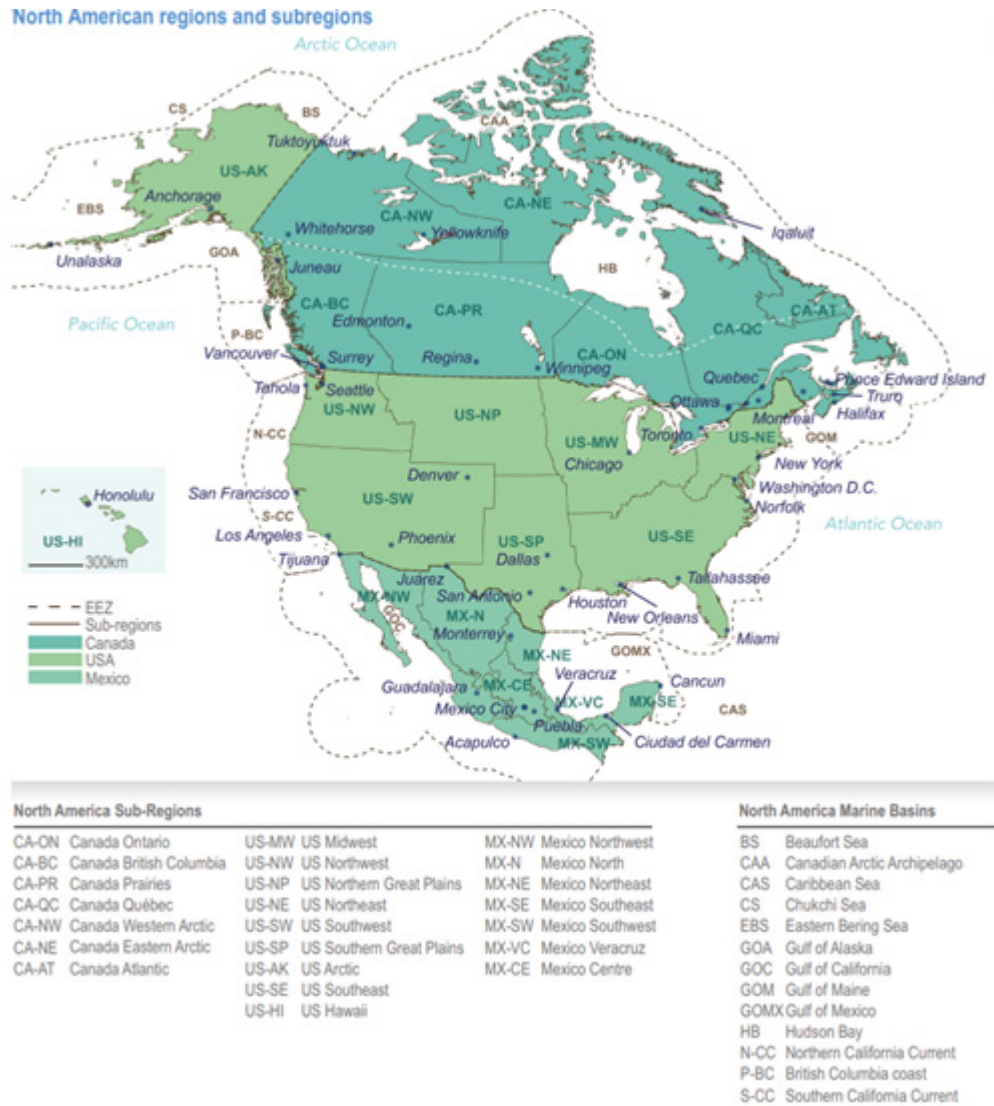 North American regions and subregions
Arctic Ocean
CS
BS
CAA
Tuktoyuktuk
US-AK
Anchorage
EBS
CA-NW
CA-NE
Whitehorse
Yellowknife
Iqaluit
Unalaska
GOA
Juneau
HB
CA-BC
CA-PR
CA-QC
CA-AT
Pacific Ocean
Edmonton
P-BC
Vancouver
Surrey
Regina
Winnipeg
CA-ON
Quebec
Prince Edward Island
Tahola
Seattle
Ottawa
Truro
US-NW
US-NP
Montreal
Halifax
N-CC
Toronto
US-MW
US-NE
GOM
Chicago
New York
Denver
Washington D.C.
Honolulu
San Francisco
US-SW
Norfolk
S-CC
Atlantic Ocean
US-HI
Los Angeles
Phoenix
US-SP
US-SE
300km
Tijuana
Dallas
Juárez
Tallahassee
MX-NW
San Antonio
Houston
EEZ
MX-N
New Orleans
Sub-regions
GOC
Monterrey
Miami
Canada
MX-NE
GOMX
USA
Veracruz
Mexico
Guadalajara
MX-CE
Cancun
Mexico City
MX-VC
MX-SE
CAS
Puebla
Acapulco
MX-SW
Ciudad del Carmen
North America Sub-Regions
CA-ON Canada Ontario
CA-BC Canada British Columbia
CA-PR Canada Prairies
CA-QC Canada Québec
CA-NW Canada Western Arctic
CA-NE Canada Eastern Arctic
CA-AT Canada Atlantic
US-MW US Midwest
US-NW US Northwest
US-NP US Northern Great Plains
US-NE US Northeast
US-SW US Southwest
US-SP US Southern Great Plains
US-AK US Arctic
US-SE US Southeast
US-HI US Hawaii
MX-NW Mexico Northwest
MX-N Mexico North
MX-NE Mexico Northeast
MX-SE Mexico Southeast
MX-SW Mexico Southwest
MX-VC Mexico Veracruz
MX-CE Mexico Centre
North America Marine Basins
BS Beaufort Sea
CAA Canadian Arctic Archipelago
CAS Caribbean Sea
CS Chukchi Sea
EBS Eastern Bering Sea
GOA Gulf of Alaska
GOC Gulf of California
GOM Gulf of Maine
GOMX Gulf of Mexico
HB Hudson Bay
N-CC Northern California Current
P-BC British Columbia coast
S-CC Southern California Current